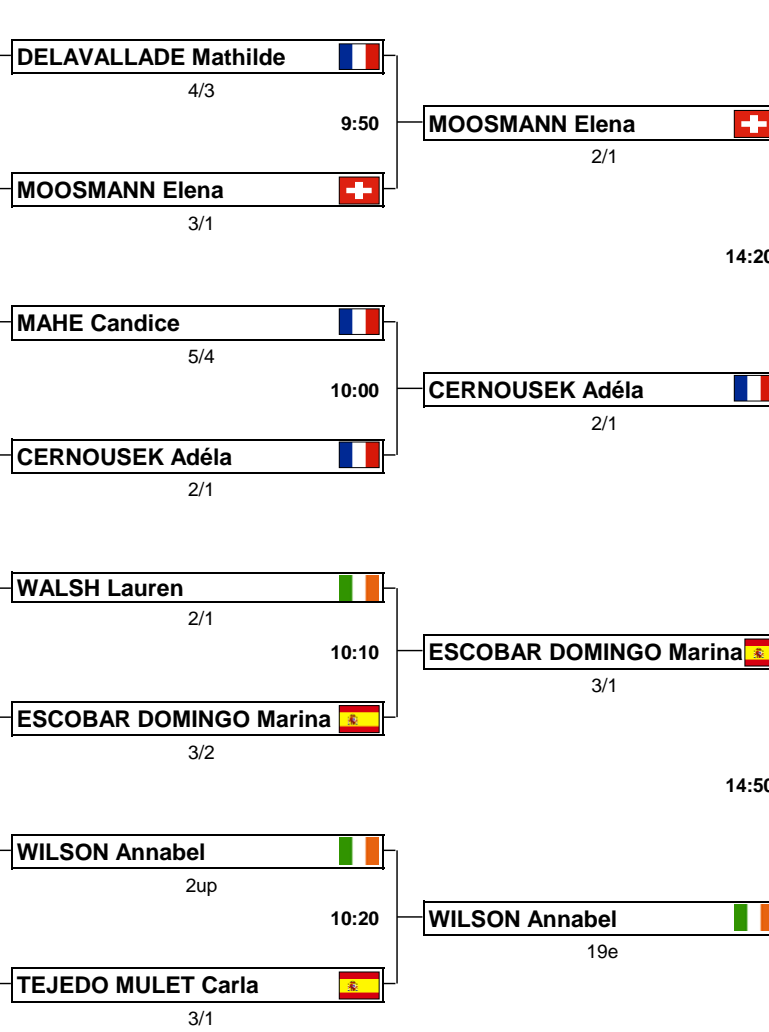 DELAVALLADE Mathilde
4/3
9:50
MOOSMANN Elena
2/1
MOOSMANN Elena
3/1
14:20
MAHE Candice
5/4
10:00
CERNOUSEK Adéla
2/1
CERNOUSEK Adéla
2/1
WALSH Lauren
2/1
10:10
ESCOBAR DOMINGO Marina
3/1
ESCOBAR DOMINGO Marina
3/2
14:50
WILSON Annabel
2up
10:20
WILSON Annabel
19e
TEJEDO MULET Carla
3/1